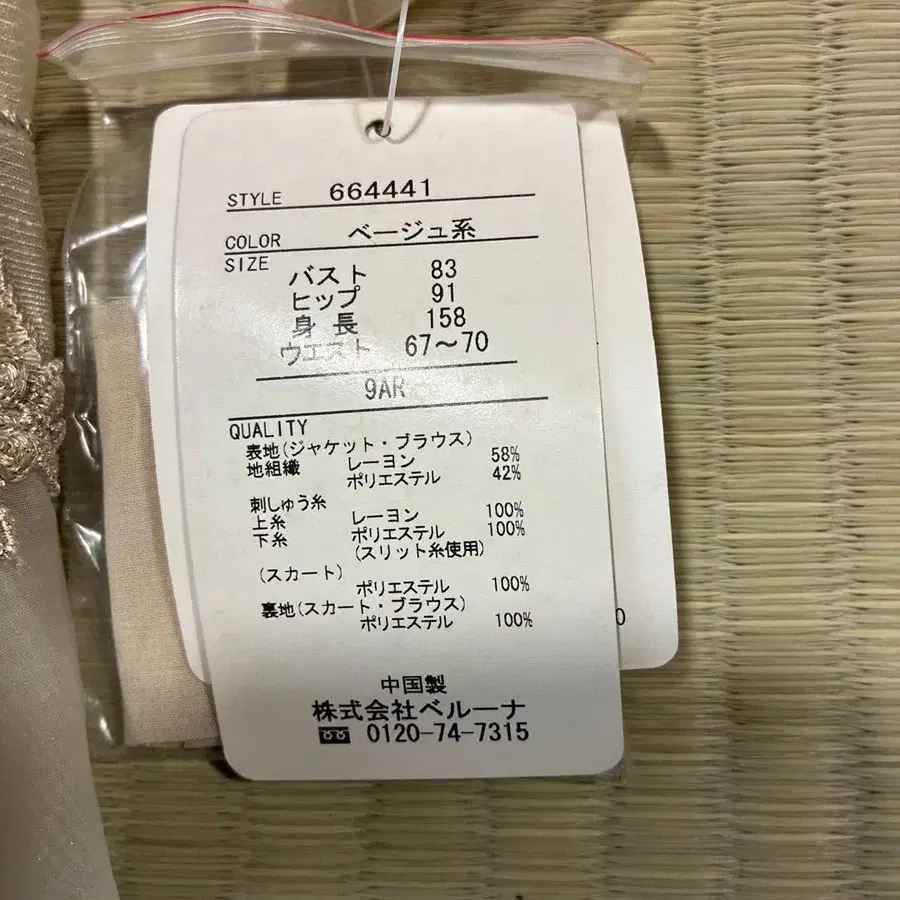 STYLE 664441
COLOR ベージュ系
SIZE
バスト 83
ヒップ 91
身長 158
ウエスト 67〜70
9AR
QUALITY
表地(ジャケット・ブラウス)
地組織 レーヨン 58%
ポリエステル 42%
刺しゅう糸
上糸 レーヨン 100%
下糸 ポリエステル 100%
(スリット糸使用)
(スカート)
ポリエステル 100%
裏地(スカート・ブラウス)
ポリエステル 100%
0
中国製
株式会社ベルーナ
0120-74-7315